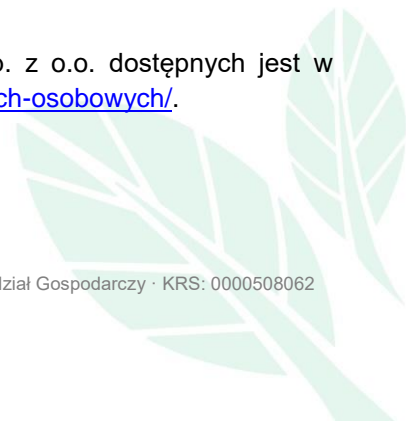 o. z o.o. dostępnych jest w
ch-osobowych/.
dział Gospodarczy · KRS: 0000508062